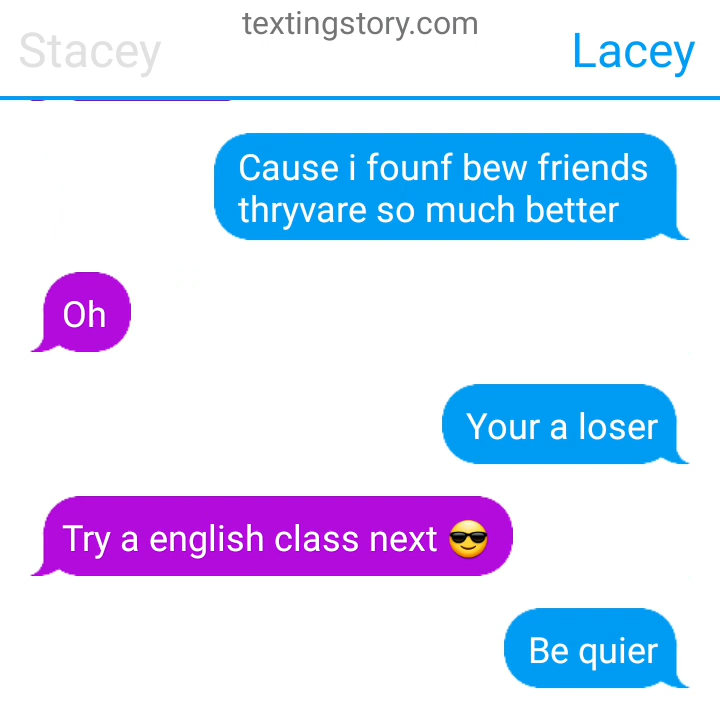 textingstory.com
Stacey
Lacey
Cause i founf bew friends
thryvare so much better
Oh
Your a loser
Try a english class next 😎
Be quier